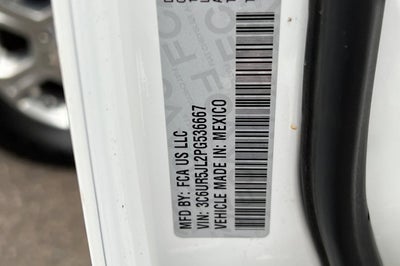 MFD BY: FCA US LLC
VIN: 3C6UR5JL2PG536667
VEHICLE MADE IN: MEXICO